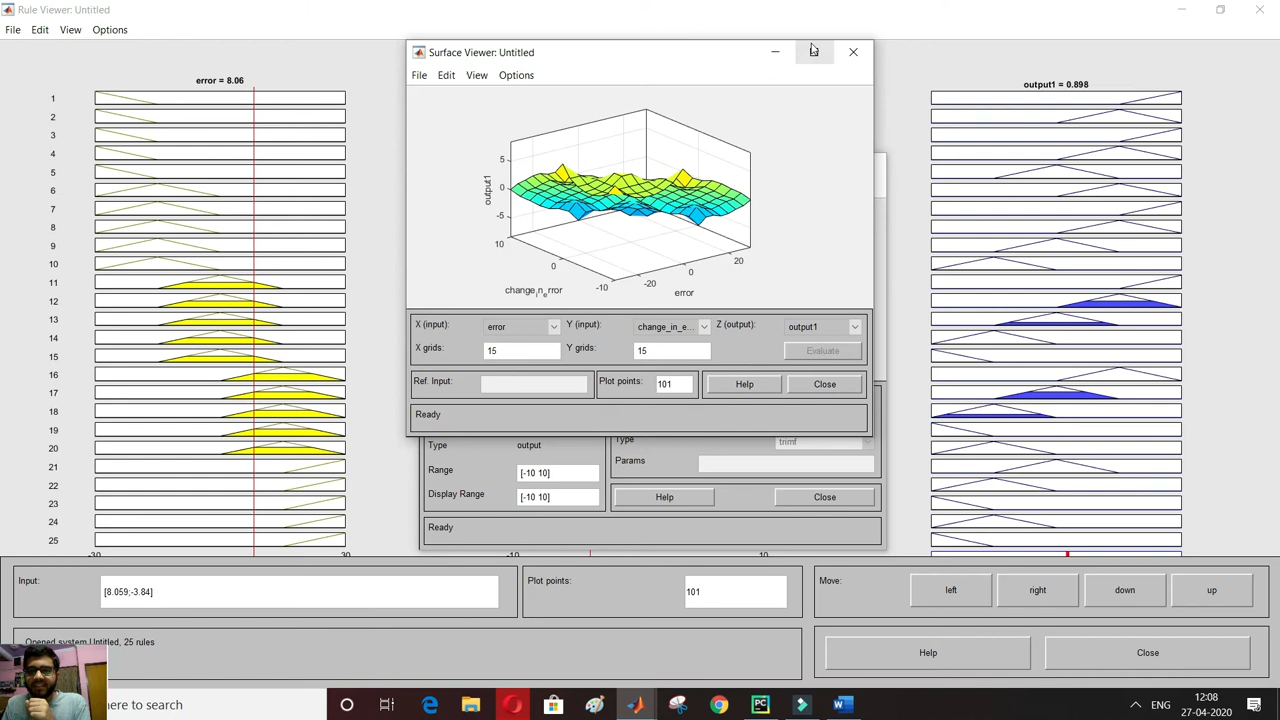 Rule Viewer: Untitled
File Edit View Options
error = 8.06
1
2
3
4
5
6
7
8
9
10
11
12
13
14
15
16
17
18
19
20
21
22
23
24
25
-30 30
Surface Viewer: Untitled
File Edit View Options
output1
5
0
-5
10
0
-10
-20
0
20
change_in_error
error
X (input): error Y (input): change_in_e... Z (output): output1
X grids: 15 Y grids: 15 Evaluate
Ref. Input: Plot points: 101 Help Close
Ready
Type output Type trimf
Range [-10 10] Params
Display Range [-10 10] Help Close
Ready
-10 10
output1 = 0.898
Input: [8.059;-3.84] Plot points: 101 Move: left right down up
Opened system Untitled, 25 rules Help Close
here to search
ENG
12:08
27-04-2020